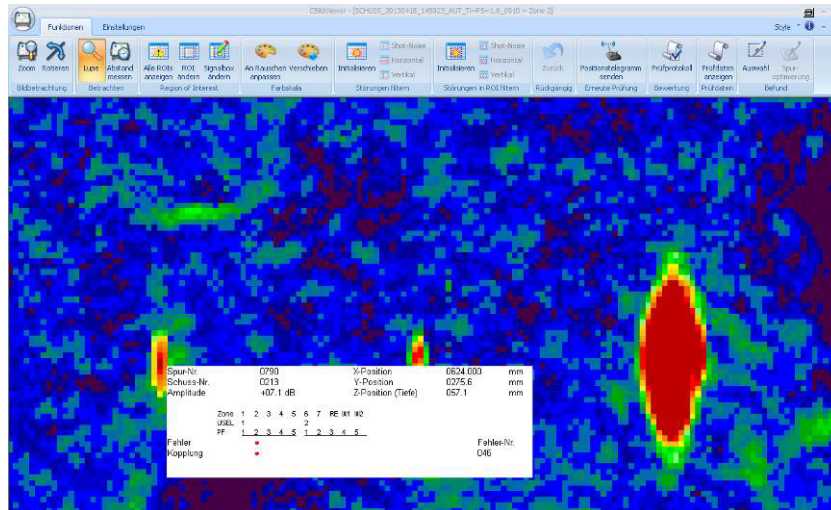 CBildViewer - [SCHUSS_20130418_145923_AUT_Ti=P5=1.6_0910 - Zone 2]
Funktionen Einstellungen Style
Zoom Rotieren Lupe Abstand messen Alle ROIs anzeigen ROI ändern Signalbox ändern An Rauschen anpassen Verschieben Initialisieren Shot-Noise Horizontal Vertikal Initialisieren Shot-Noise Horizontal Vertikal Zurück Positionstelegramm senden Prüfprotokoll Prüfdaten anzeigen Auswahl Spur-optimierung
Bildbetrachtung Betrachten Region of Interest Farbskala Störungen filtern Störungen in ROI filtern Rückgängig Erneute Prüfung Bewertung Prüfdaten Befund
Spur-Nr. 0790 X-Position 0624.000 mm
Schuss-Nr. 0213 Y-Position 0275.6 mm
Amplitude +07.1 dB Z-Position (Tiefe) 057.1 mm
Zone 1 2 3 4 5 6 7 RE W1 W2
USEL 1 2
PF 1 2 3 4 5 1 2 3 4 5
Fehler Fehler-Nr.
Kopplung 046